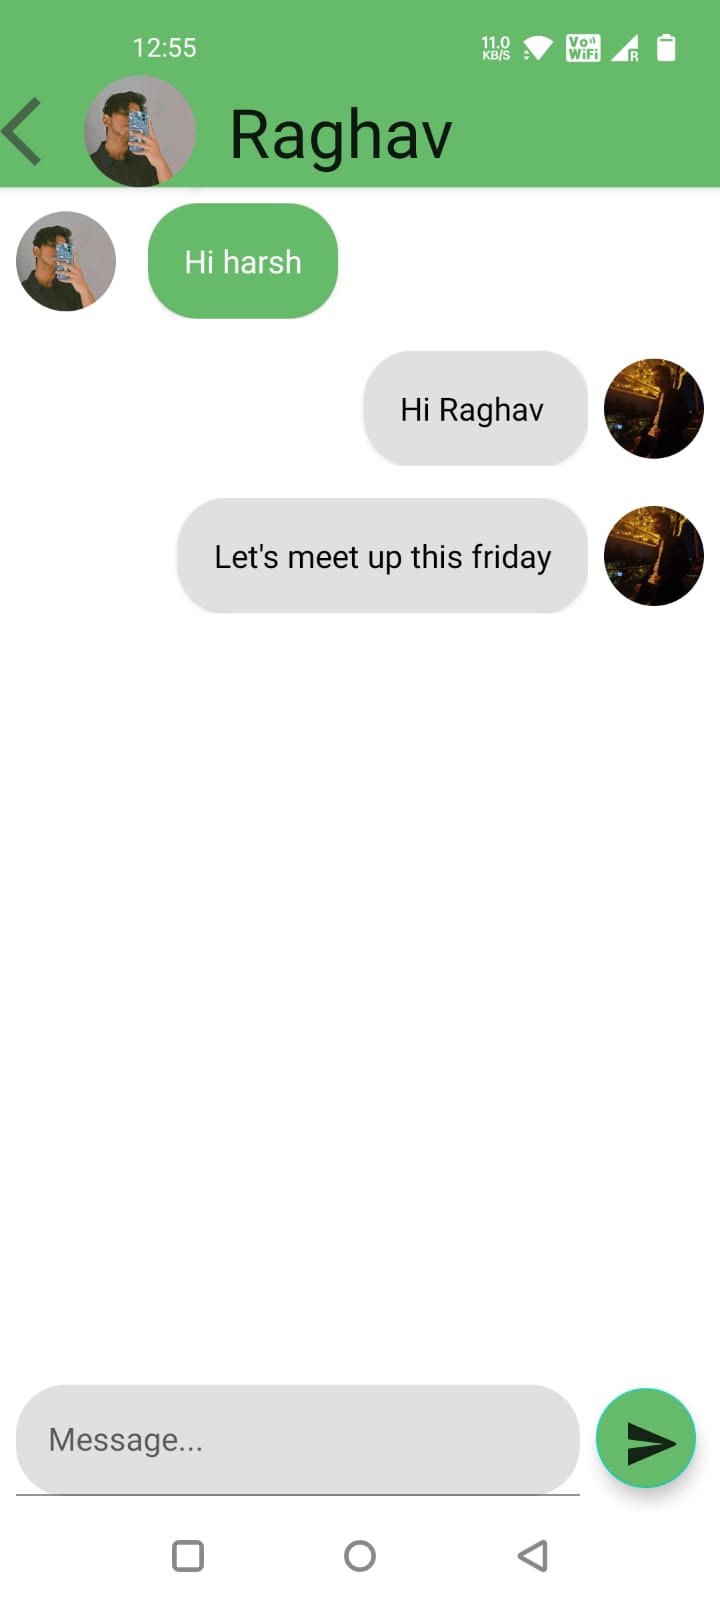 12:55
11.0
KB/S
Vo
WiFi
R
Raghav
Hi harsh
Hi Raghav
Let's meet up this friday
Message...